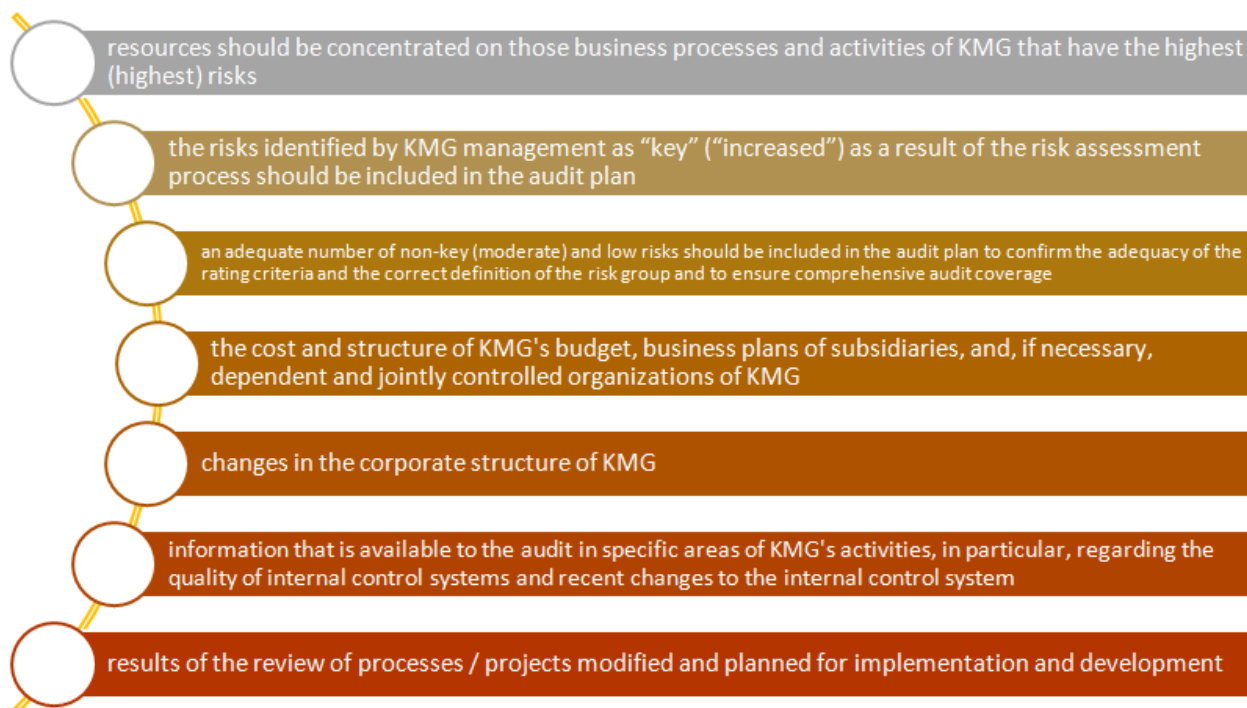 resources should be concentrated on those business processes and activities of KMG that have the highest
(highest) risks
the risks identified by KMG management as “key” (“increased”) as a result of the risk assessment
process should be included in the audit plan
an adequate number of non-key (moderate) and low risks should be included in the audit plan to confirm the adequacy of the
rating criteria and the correct definition of the risk group and to ensure comprehensive audit coverage
the cost and structure of KMG's budget, business plans of subsidiaries, and, if necessary,
dependent and jointly controlled organizations of KMG
changes in the corporate structure of KMG
information that is available to the audit in specific areas of KMG's activities, in particular, regarding the
quality of internal control systems and recent changes to the internal control system
results of the review of processes / projects modified and planned for implementation and development